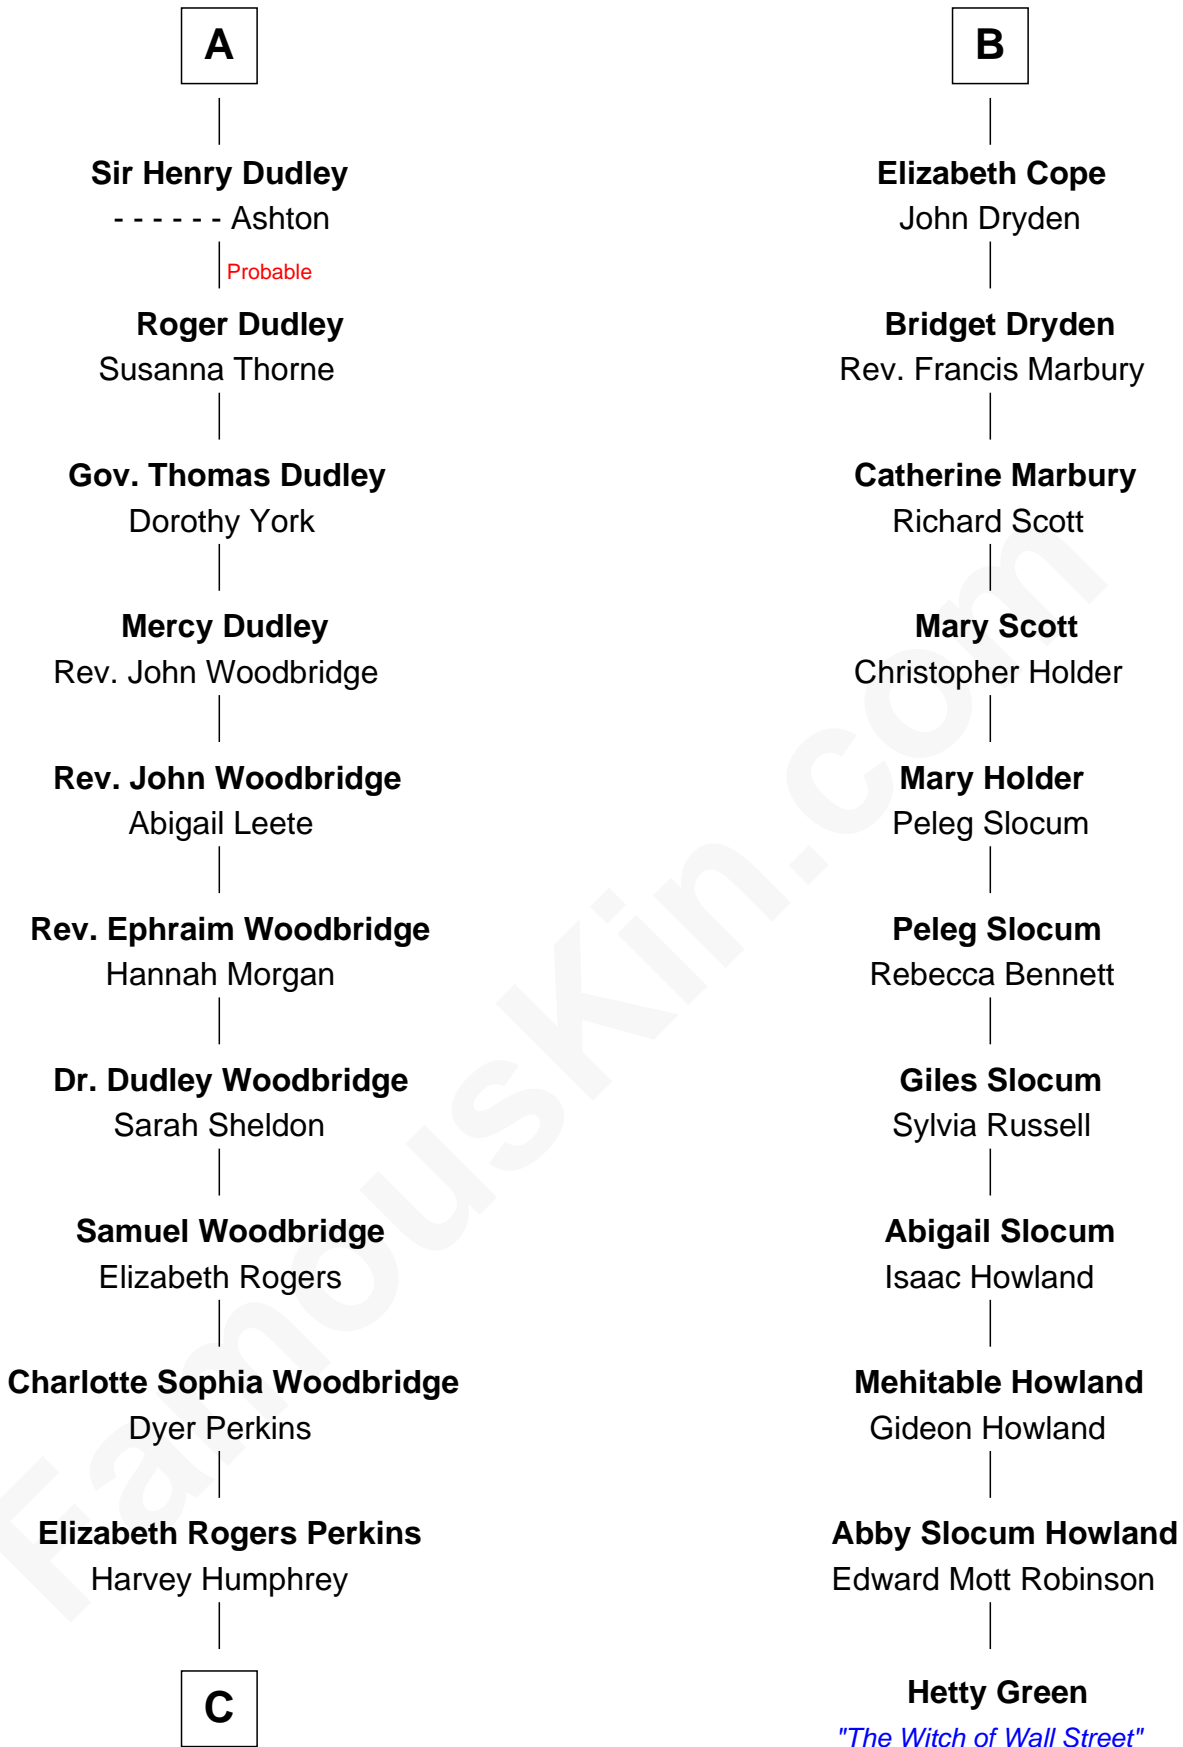 A
Sir Henry Dudley
- - - - - - Ashton
Probable
Roger Dudley
Susanna Thorne
Gov. Thomas Dudley
Dorothy York
Mercy Dudley
Rev. John Woodbridge
Rev. John Woodbridge
Abigail Leete
Rev. Ephraim Woodbridge
Hannah Morgan
Dr. Dudley Woodbridge
Sarah Sheldon
Samuel Woodbridge
Elizabeth Rogers
Charlotte Sophia Woodbridge
Dyer Perkins
Elizabeth Rogers Perkins
Harvey Humphrey
C
B
Elizabeth Cope
John Dryden
Bridget Dryden
Rev. Francis Marbury
Catherine Marbury
Richard Scott
Mary Scott
Christopher Holder
Mary Holder
Peleg Slocum
Peleg Slocum
Rebecca Bennett
Giles Slocum
Sylvia Russell
Abigail Slocum
Isaac Howland
Mehitable Howland
Gideon Howland
Abby Slocum Howland
Edward Mott Robinson
Hetty Green
"The Witch of Wall Street"
FamousKin.com